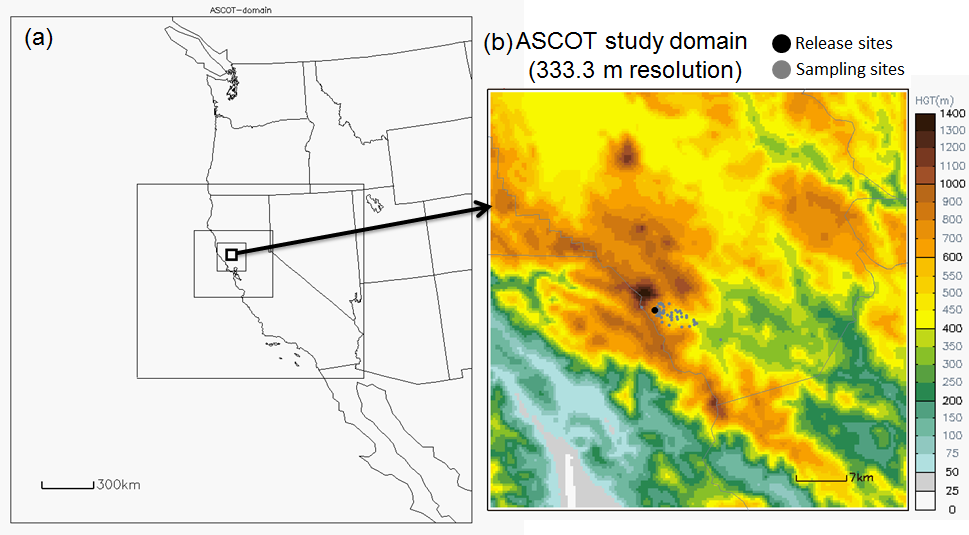 ASCOT-domain
(a)
300km
(b) ASCOT study domain
(333.3 m resolution)
Release sites
Sampling sites
HGT(m)
1400
1300
1200
1100
1000
900
800
700
600
550
500
450
400
350
300
250
200
150
100
75
50
25
0
7km